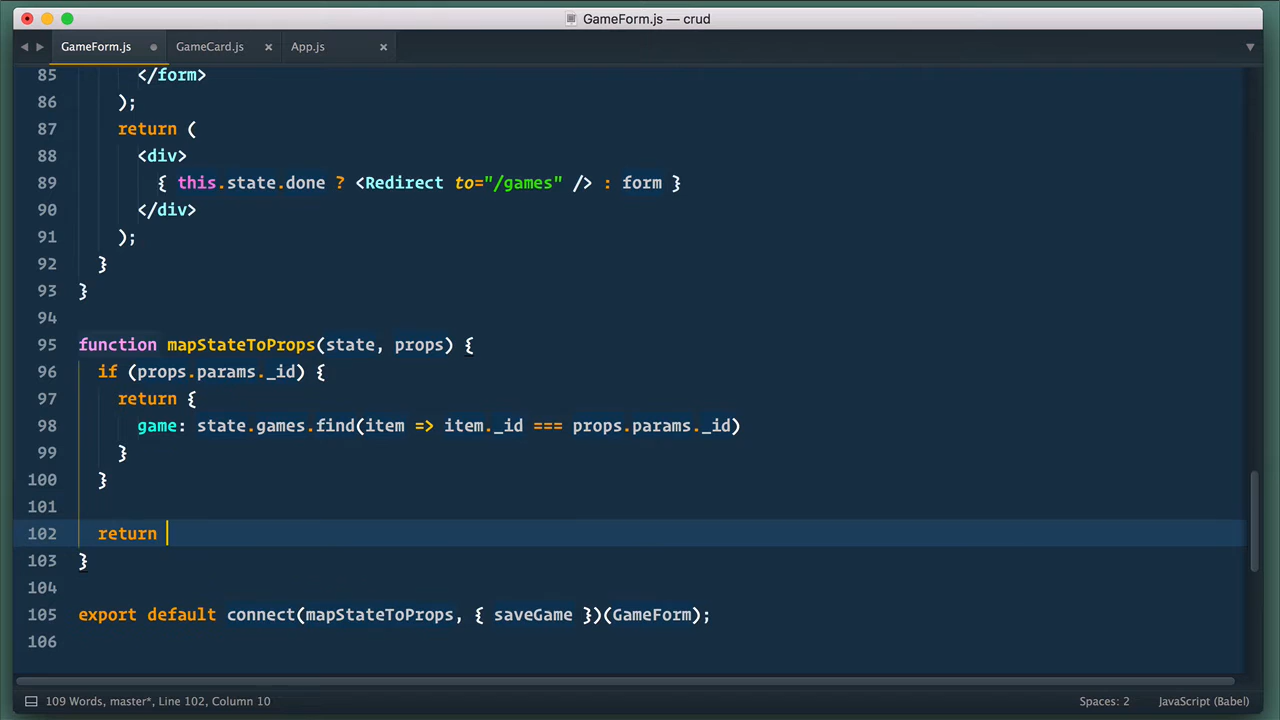 GameForm.js — crud
GameForm.js GameCard.js App.js
85 </form>
86 );
87 return (
88 <div>
89 { this.state.done ? <Redirect to="/games" /> : form }
90 </div>
91 );
92 }
93 }
94
95 function mapStateToProps(state, props) {
96 if (props.params._id) {
97 return {
98 game: state.games.find(item => item._id === props.params._id)
99 }
100 }
101
102 return
103 }
104
105 export default connect(mapStateToProps, { saveGame })(GameForm);
106
109 Words, master*, Line 102, Column 10 Spaces: 2 JavaScript (Babel)